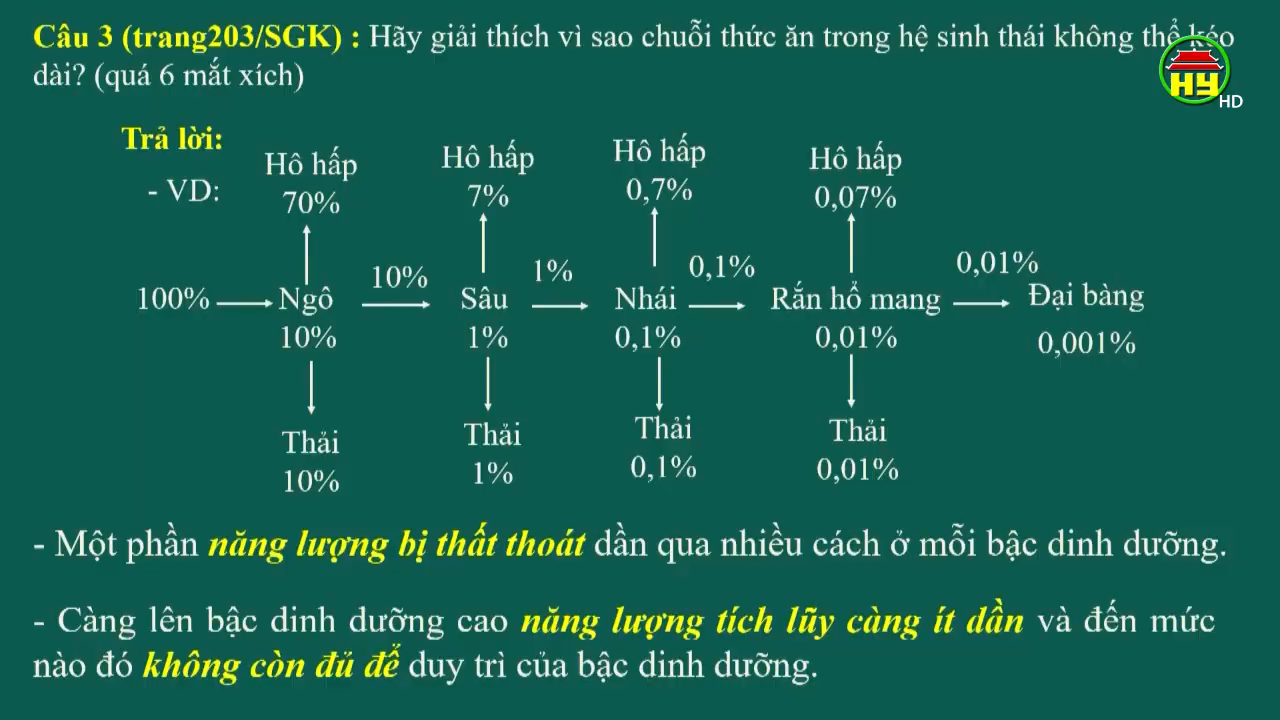 Câu 3 (trang203/SGK) : Hãy giải thích vì sao chuỗi thức ăn trong hệ sinh thái không thể kéo
dài? (quá 6 mắt xích)
HY
HD
Trả lời:
- VD:
Hô hấp Hô hấp Hô hấp Hô hấp
70% 7% 0,7% 0,07%
10% 1% 0,1% 0,01%
100% Ngô Sâu Nhái Rắn hổ mang Đại bàng
10% 1% 0,1% 0,01% 0,001%
Thải Thải Thải Thải
10% 1% 0,1% 0,01%
- Một phần năng lượng bị thất thoát dần qua nhiều cách ở mỗi bậc dinh dưỡng.
- Càng lên bậc dinh dưỡng cao năng lượng tích lũy càng ít dần và đến mức
nào đó không còn đủ để duy trì của bậc dinh dưỡng.